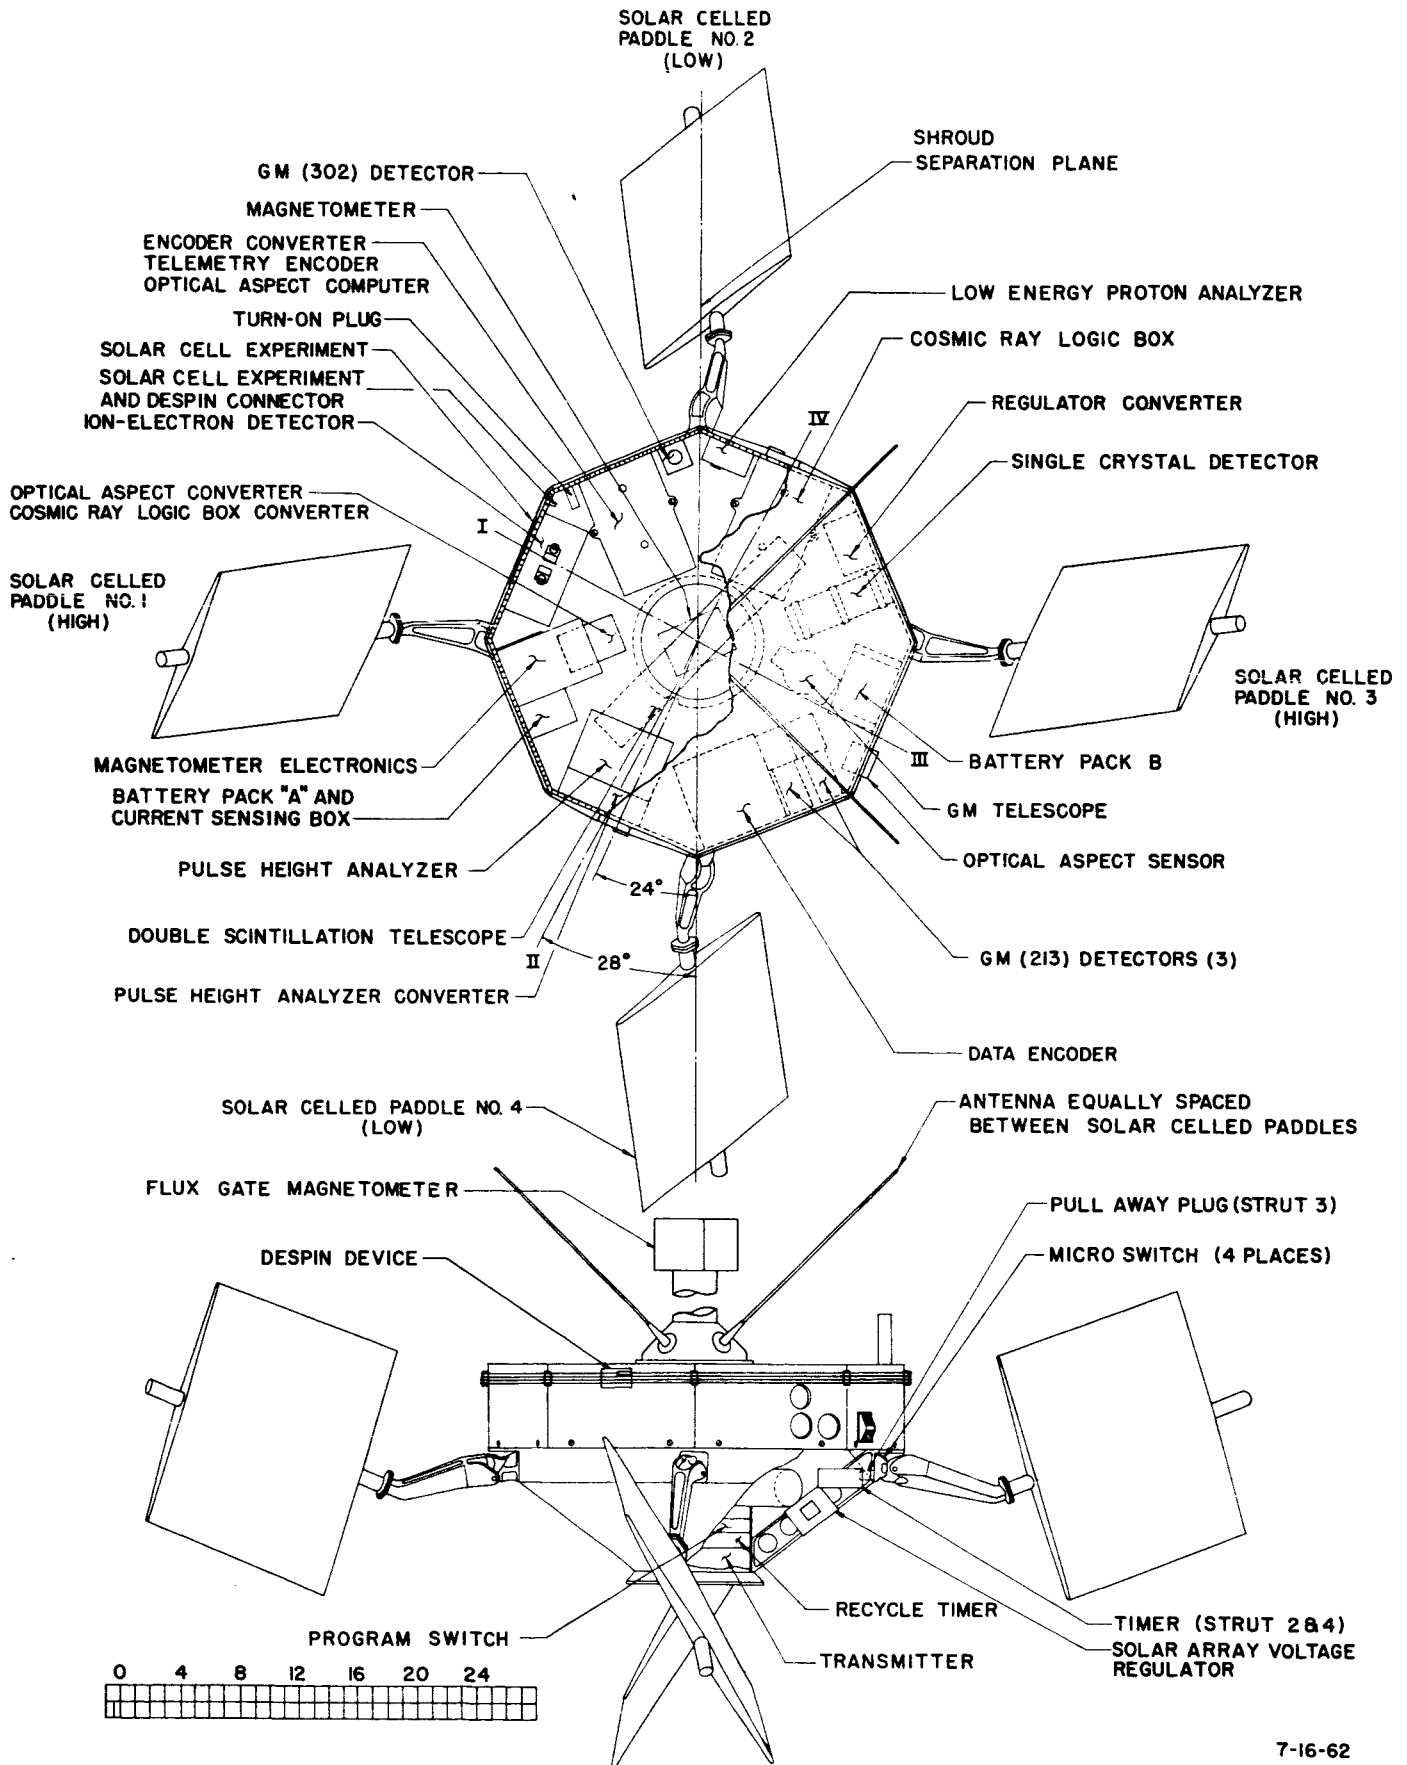 SOLAR CELLED
PADDLE NO. 2
(LOW)
SHROUD
SEPARATION PLANE
GM (302) DETECTOR
MAGNETOMETER
ENCODER CONVERTER
TELEMETRY ENCODER
OPTICAL ASPECT COMPUTER
TURN-ON PLUG
SOLAR CELL EXPERIMENT
SOLAR CELL EXPERIMENT
AND DESPIN CONNECTOR
ION-ELECTRON DETECTOR
OPTICAL ASPECT CONVERTER
COSMIC RAY LOGIC BOX CONVERTER
I
SOLAR CELLED
PADDLE NO. 1
(HIGH)
LOW ENERGY PROTON ANALYZER
COSMIC RAY LOGIC BOX
IV
REGULATOR CONVERTER
SINGLE CRYSTAL DETECTOR
SOLAR CELLED
PADDLE NO. 3
(HIGH)
III
BATTERY PACK B
GM TELESCOPE
OPTICAL ASPECT SENSOR
GM (213) DETECTORS (3)
DATA ENCODER
MAGNETOMETER ELECTRONICS
BATTERY PACK "A" AND
CURRENT SENSING BOX
PULSE HEIGHT ANALYZER
24°
DOUBLE SCINTILLATION TELESCOPE
II
28°
PULSE HEIGHT ANALYZER CONVERTER
SOLAR CELLED PADDLE NO. 4
(LOW)
ANTENNA EQUALLY SPACED
BETWEEN SOLAR CELLED PADDLES
FLUX GATE MAGNETOMETER
DESPIN DEVICE
PULL AWAY PLUG (STRUT 3)
MICRO SWITCH (4 PLACES)
RECYCLE TIMER
TIMER (STRUT 2&4)
SOLAR ARRAY VOLTAGE
REGULATOR
PROGRAM SWITCH
TRANSMITTER
0 4 8 12 16 20 24
7-16-62